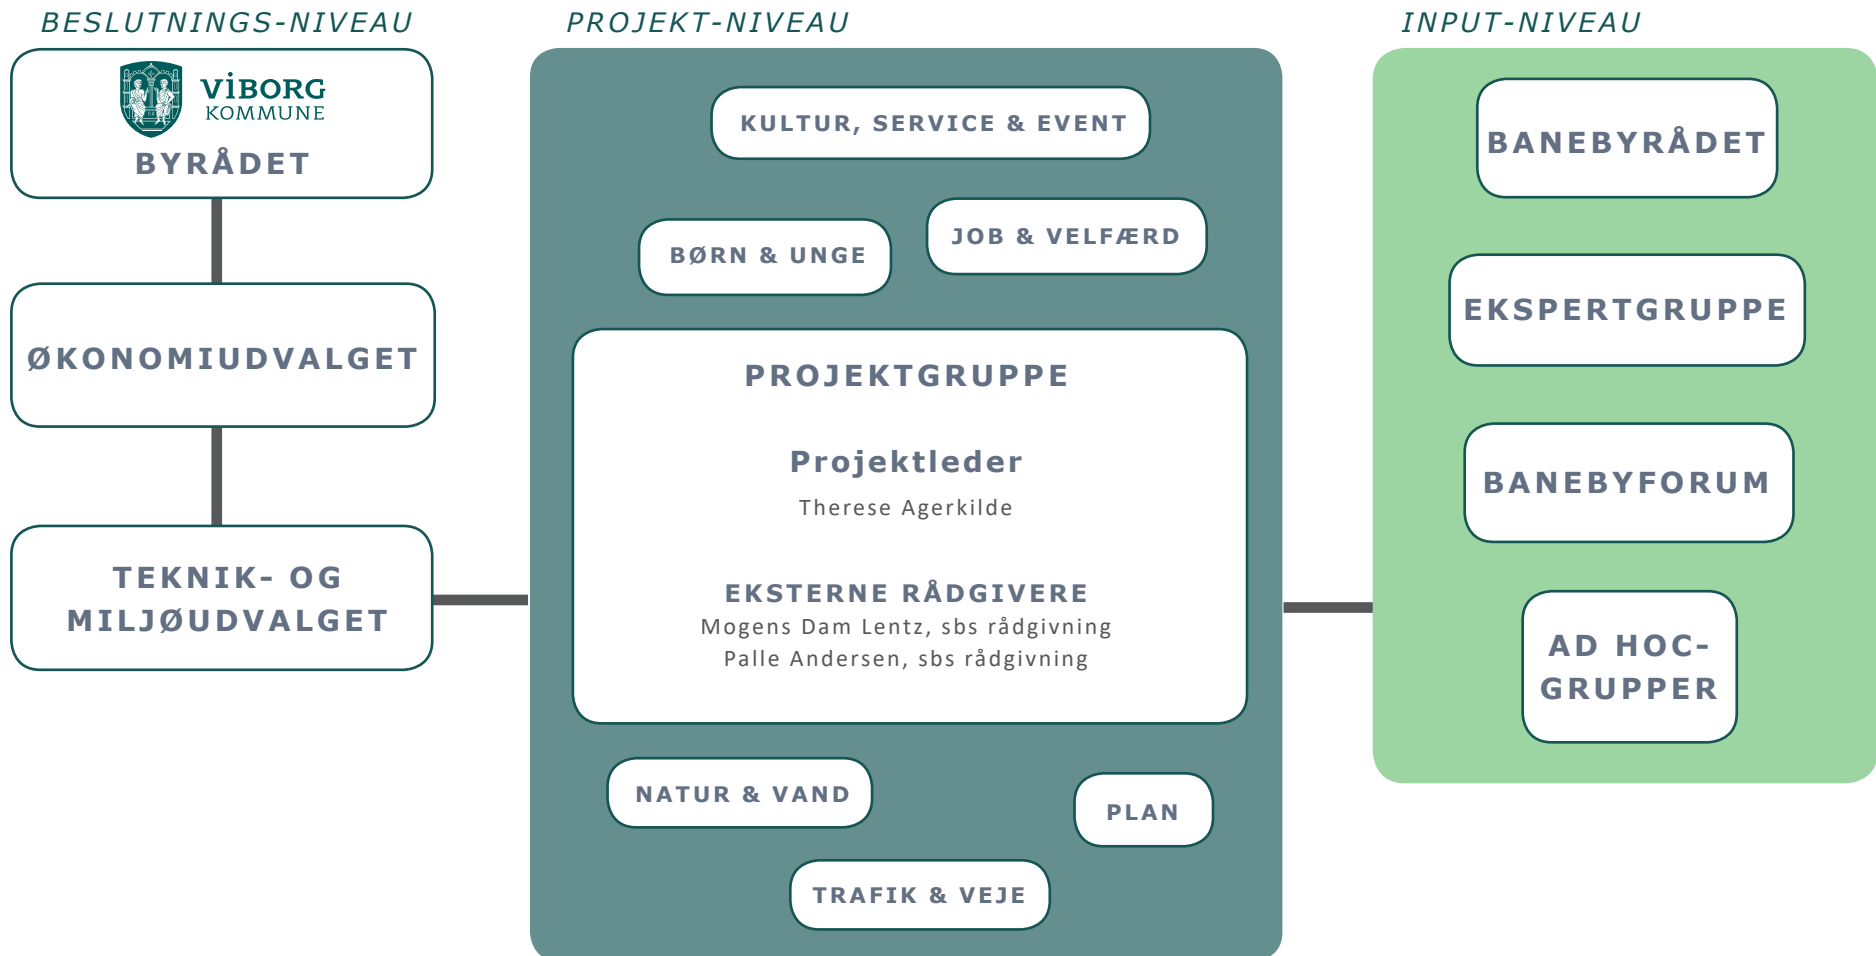 BESLUTNINGS-NIVEAU
VIBORG
KOMMUNE
BYRÅDET
ØKONOMIUDVALGET
TEKNIK- OG
MILJØUDVALGET
PROJEKT-NIVEAU
KULTUR, SERVICE & EVENT
BØRN & UNGE
JOB & VELFÆRD
PROJEKTGRUPPE
Projektleder
Therese Agerkilde
EKSTERNE RÅDGIVERE
Mogens Dam Lentz, sbs rådgivning
Palle Andersen, sbs rådgivning
NATUR & VAND
PLAN
TRAFIK & VEJE
INPUT-NIVEAU
BANEBYRÅDET
EKSPERTGRUPPE
BANEBYFORUM
AD HOC-
GRUPPER